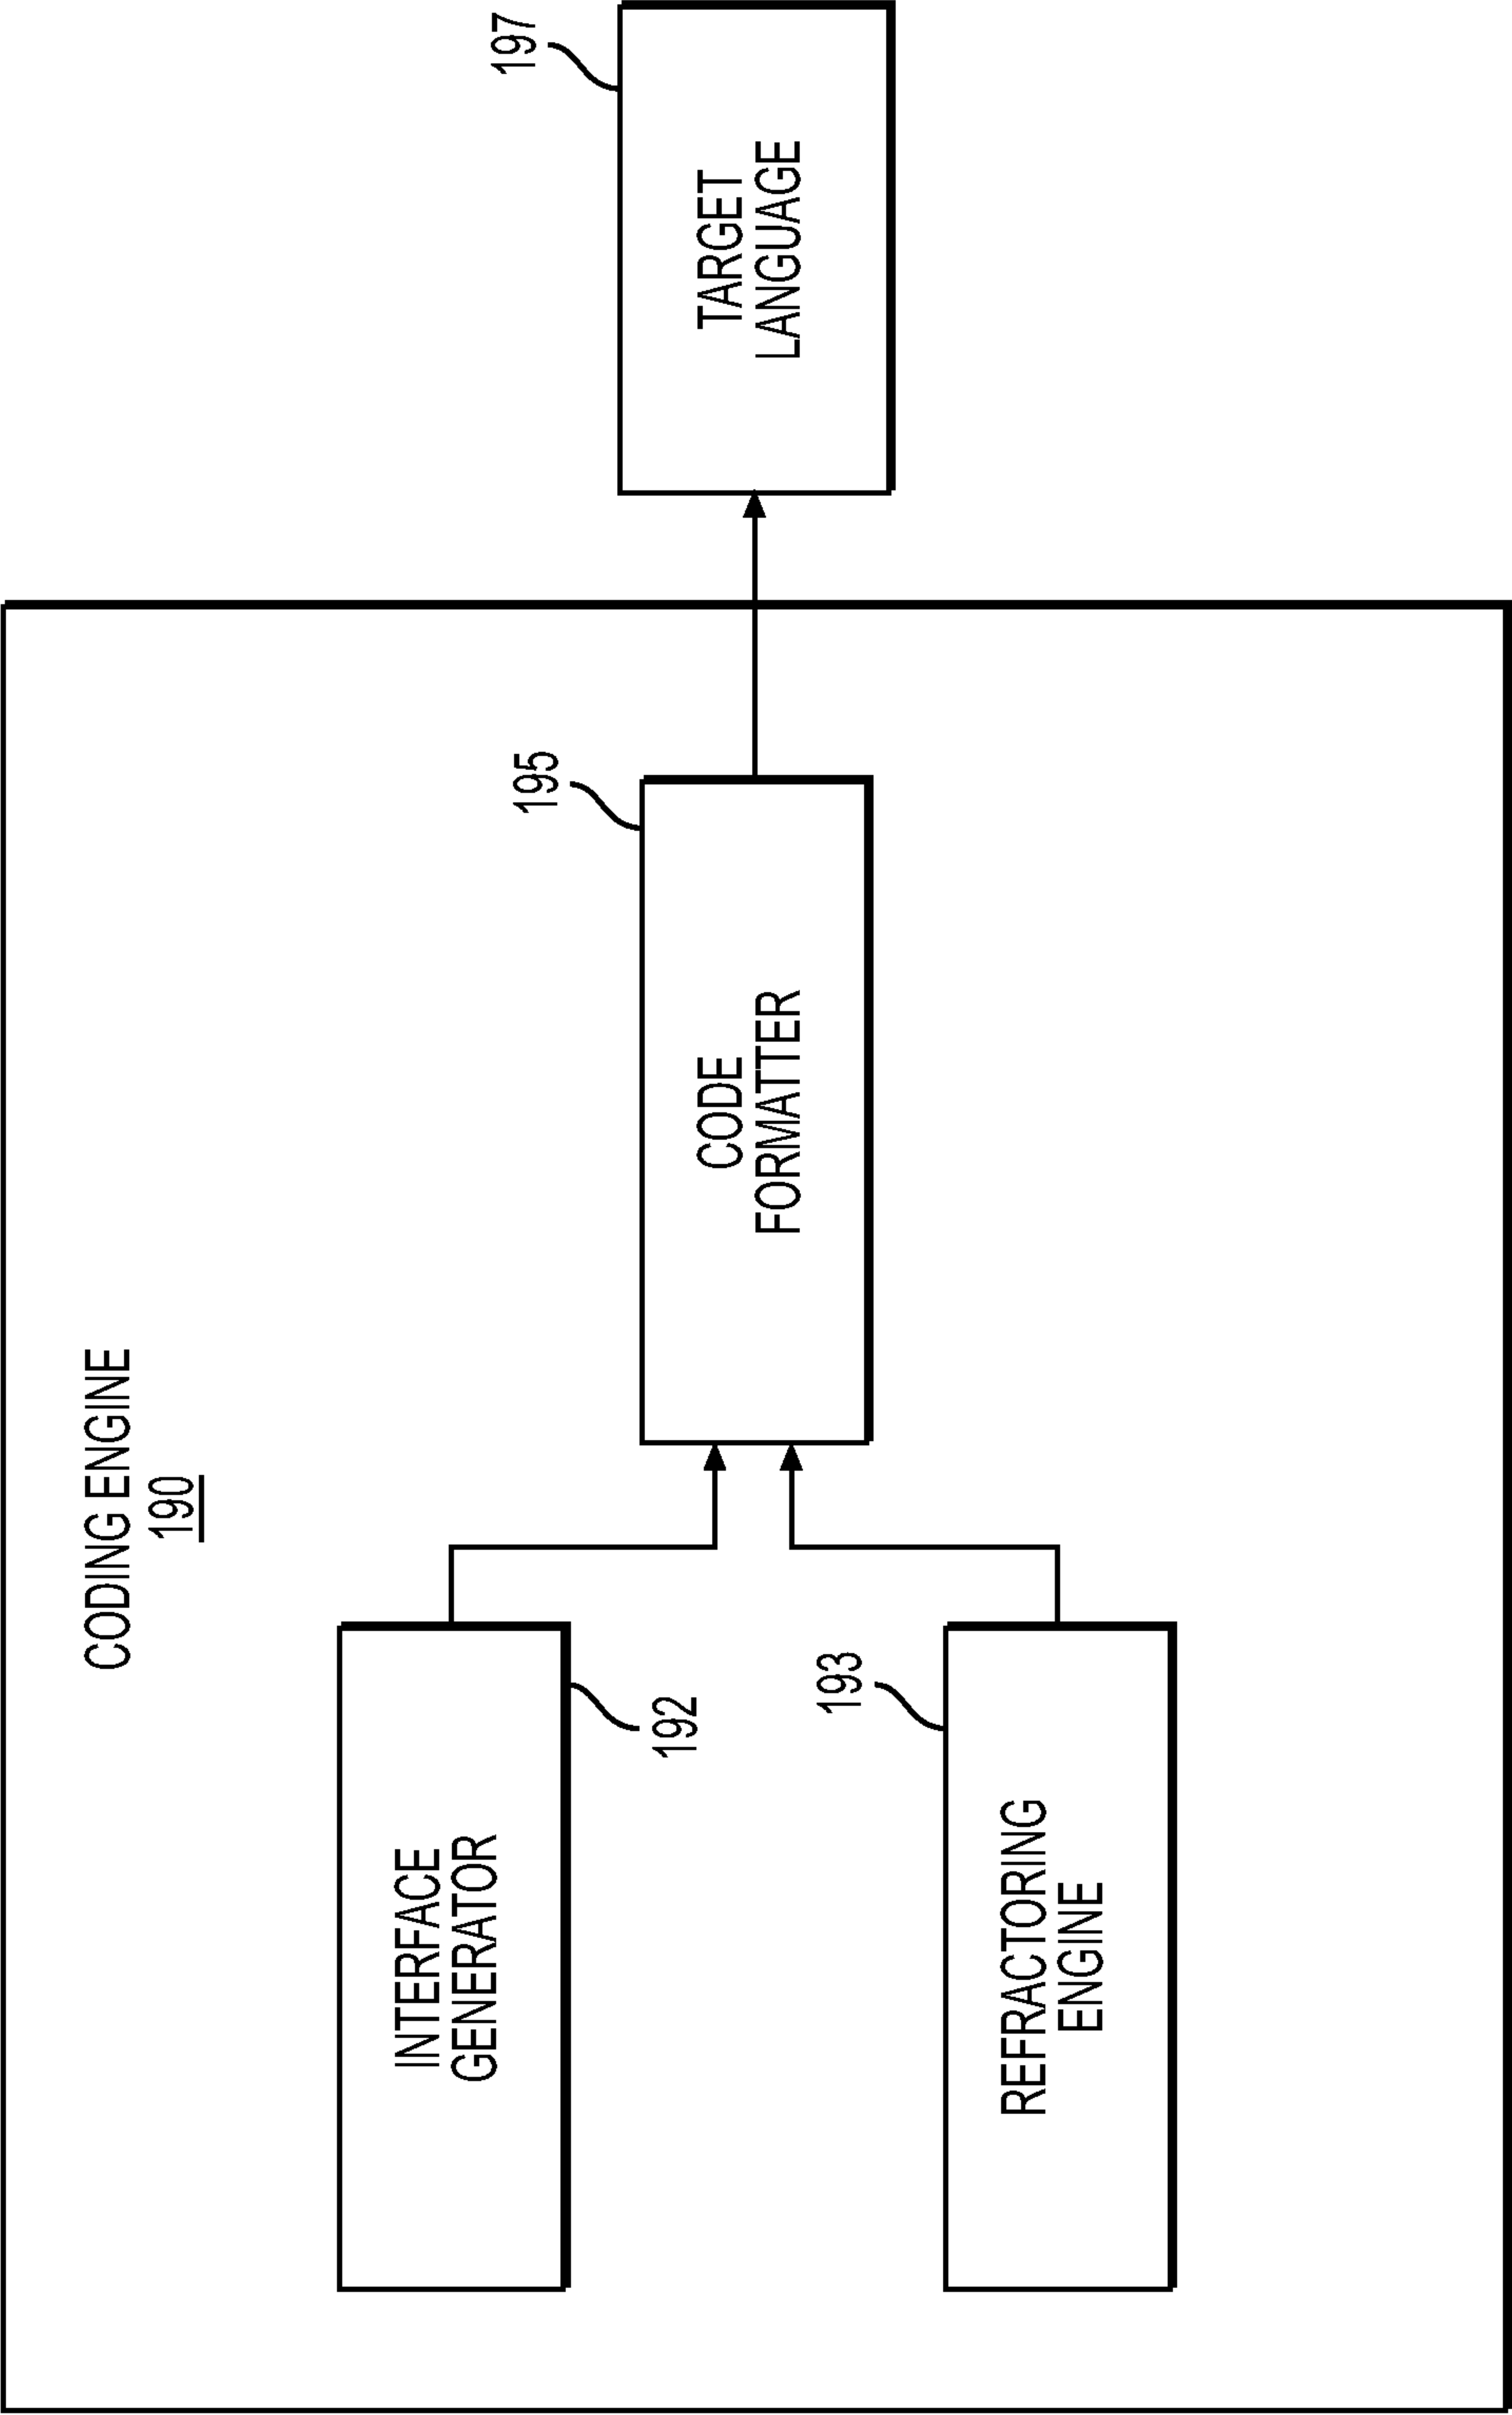 CODING ENGINE
190
INTERFACE
GENERATOR
192
REFRACTORING
ENGINE
193
CODE
FORMATTER
195
TARGET
LANGUAGE
197